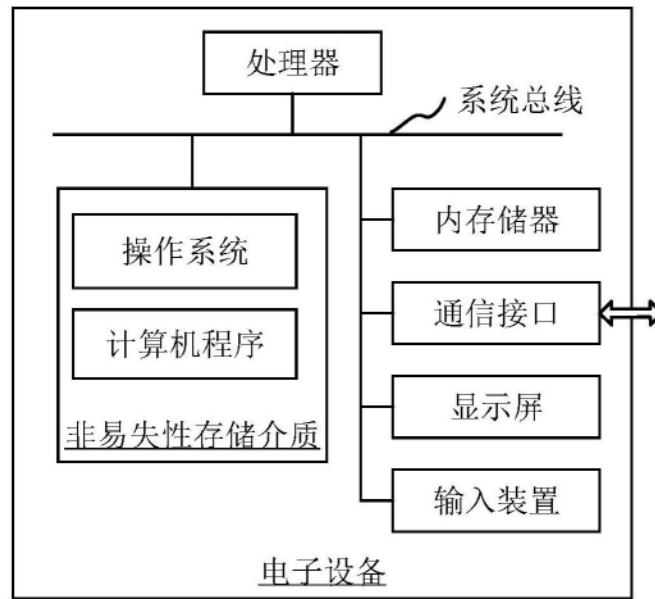 处理器
系统总线
操作系统
计算机程序
非易失性存储介质
内存储器
通信接口
显示屏
输入装置
电子设备